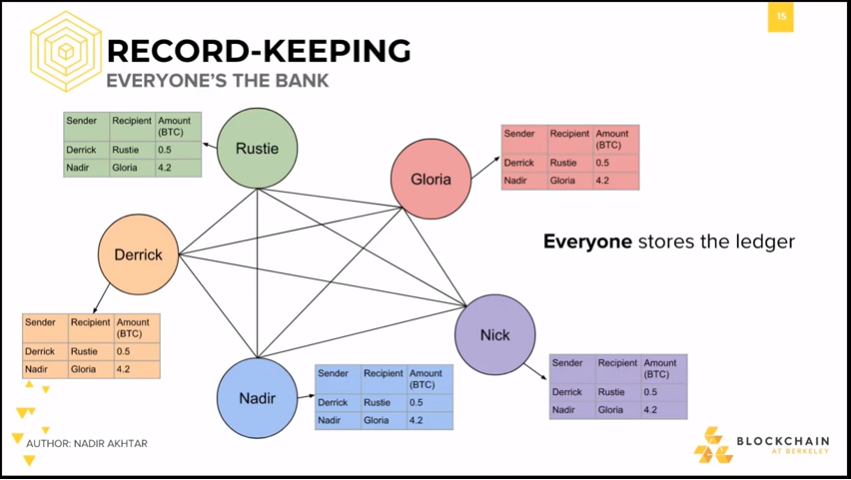 15
RECORD-KEEPING
EVERYONE'S THE BANK
Sender Recipient Amount (BTC)
Derrick Rustie 0.5
Nadir Gloria 4.2
Rustie
Gloria
Sender Recipient Amount (BTC)
Derrick Rustie 0.5
Nadir Gloria 4.2
Everyone stores the ledger
Derrick
Sender Recipient Amount (BTC)
Derrick Rustie 0.5
Nadir Gloria 4.2
Nick
Sender Recipient Amount (BTC)
Derrick Rustie 0.5
Nadir Gloria 4.2
Nadir
Sender Recipient Amount (BTC)
Derrick Rustie 0.5
Nadir Gloria 4.2
AUTHOR: NADIR AKHTAR
BLOCKCHAIN
AT BERKELEY